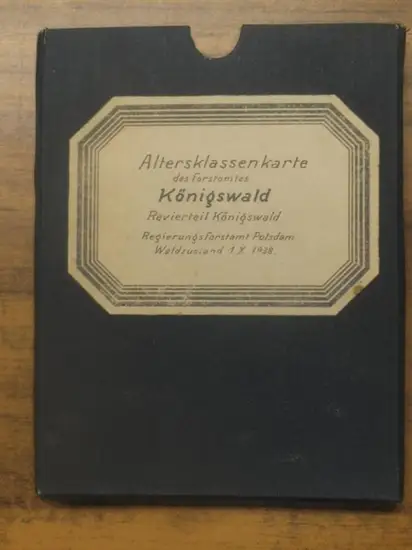 Altersklassenkarte
des Forstamtes
Königswald
Revierteil Königswald
Regierungsforstamt Potsdam
Waldzustand 1.X.1938.